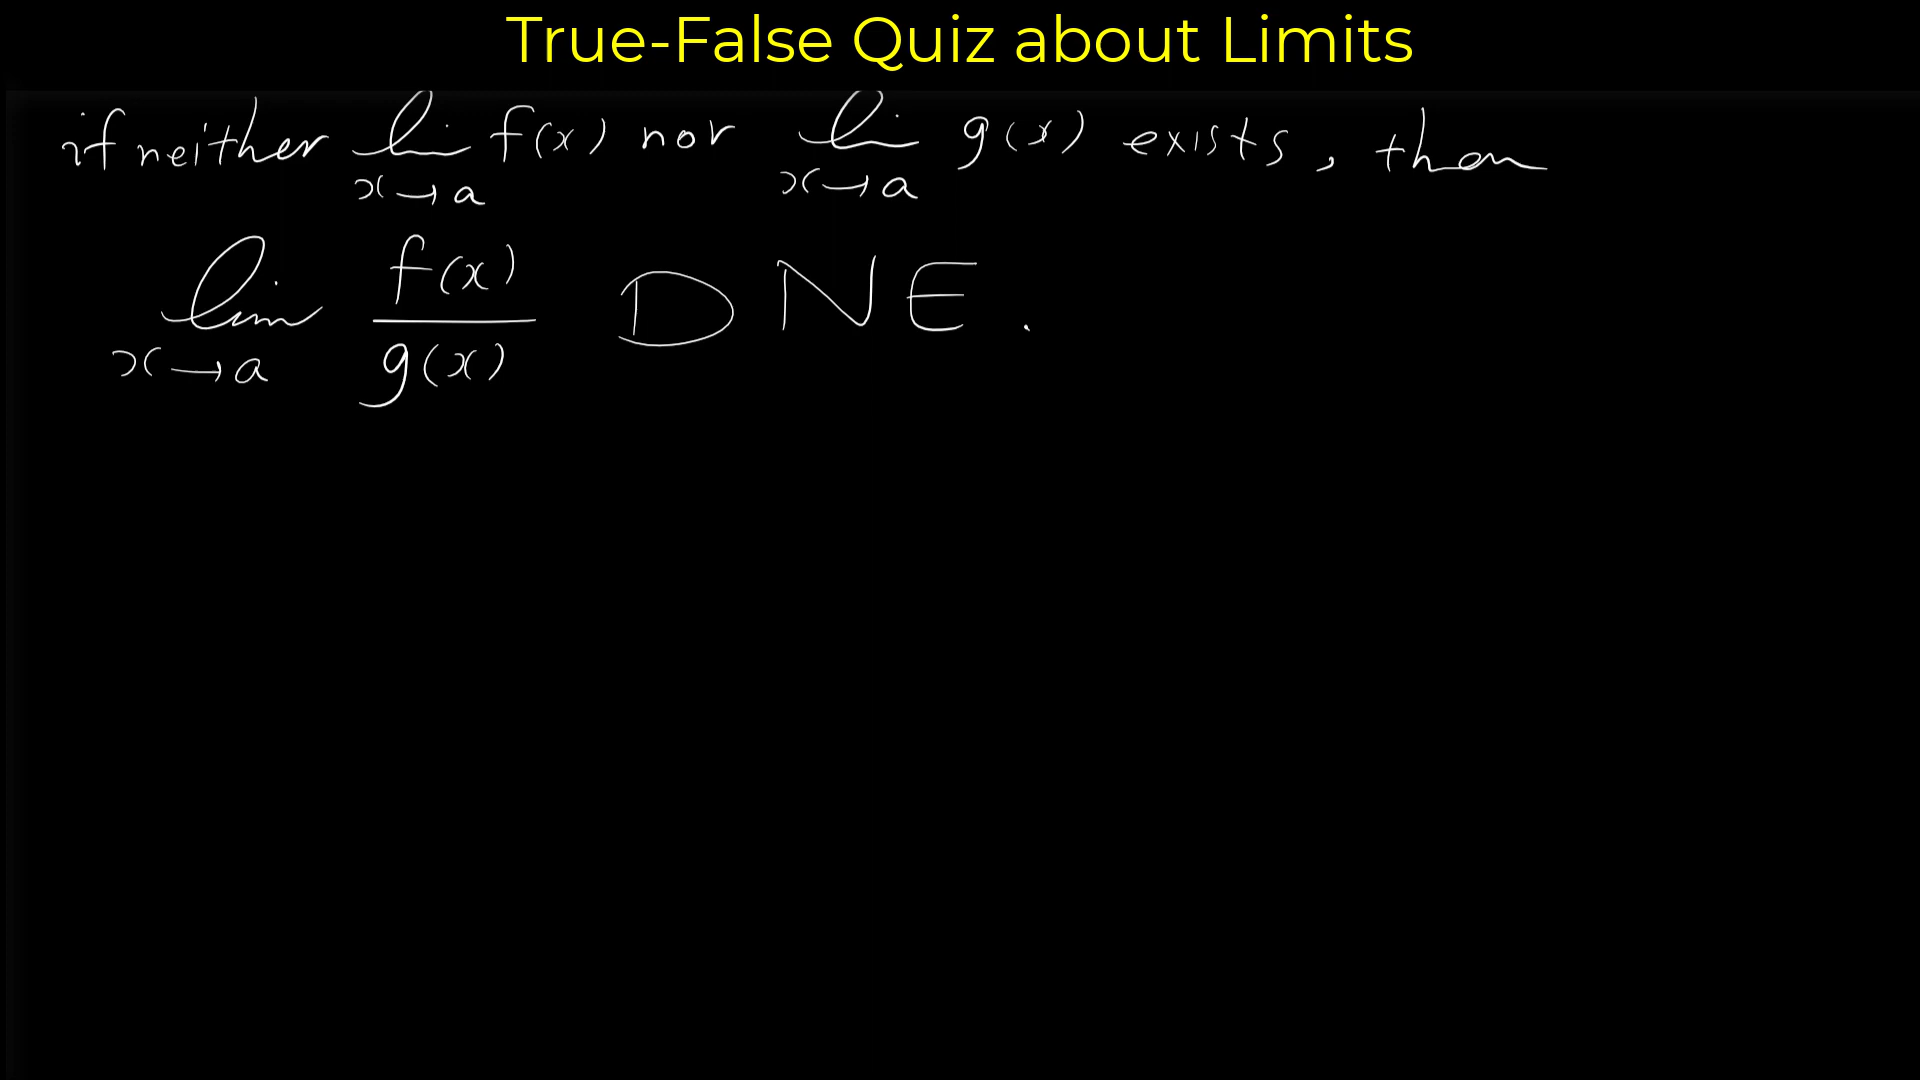 True-False Quiz about Limits
if neither lim x→a f(x) nor lim x→a g(x) exists, then
lim x→a f(x)/g(x) DNE.